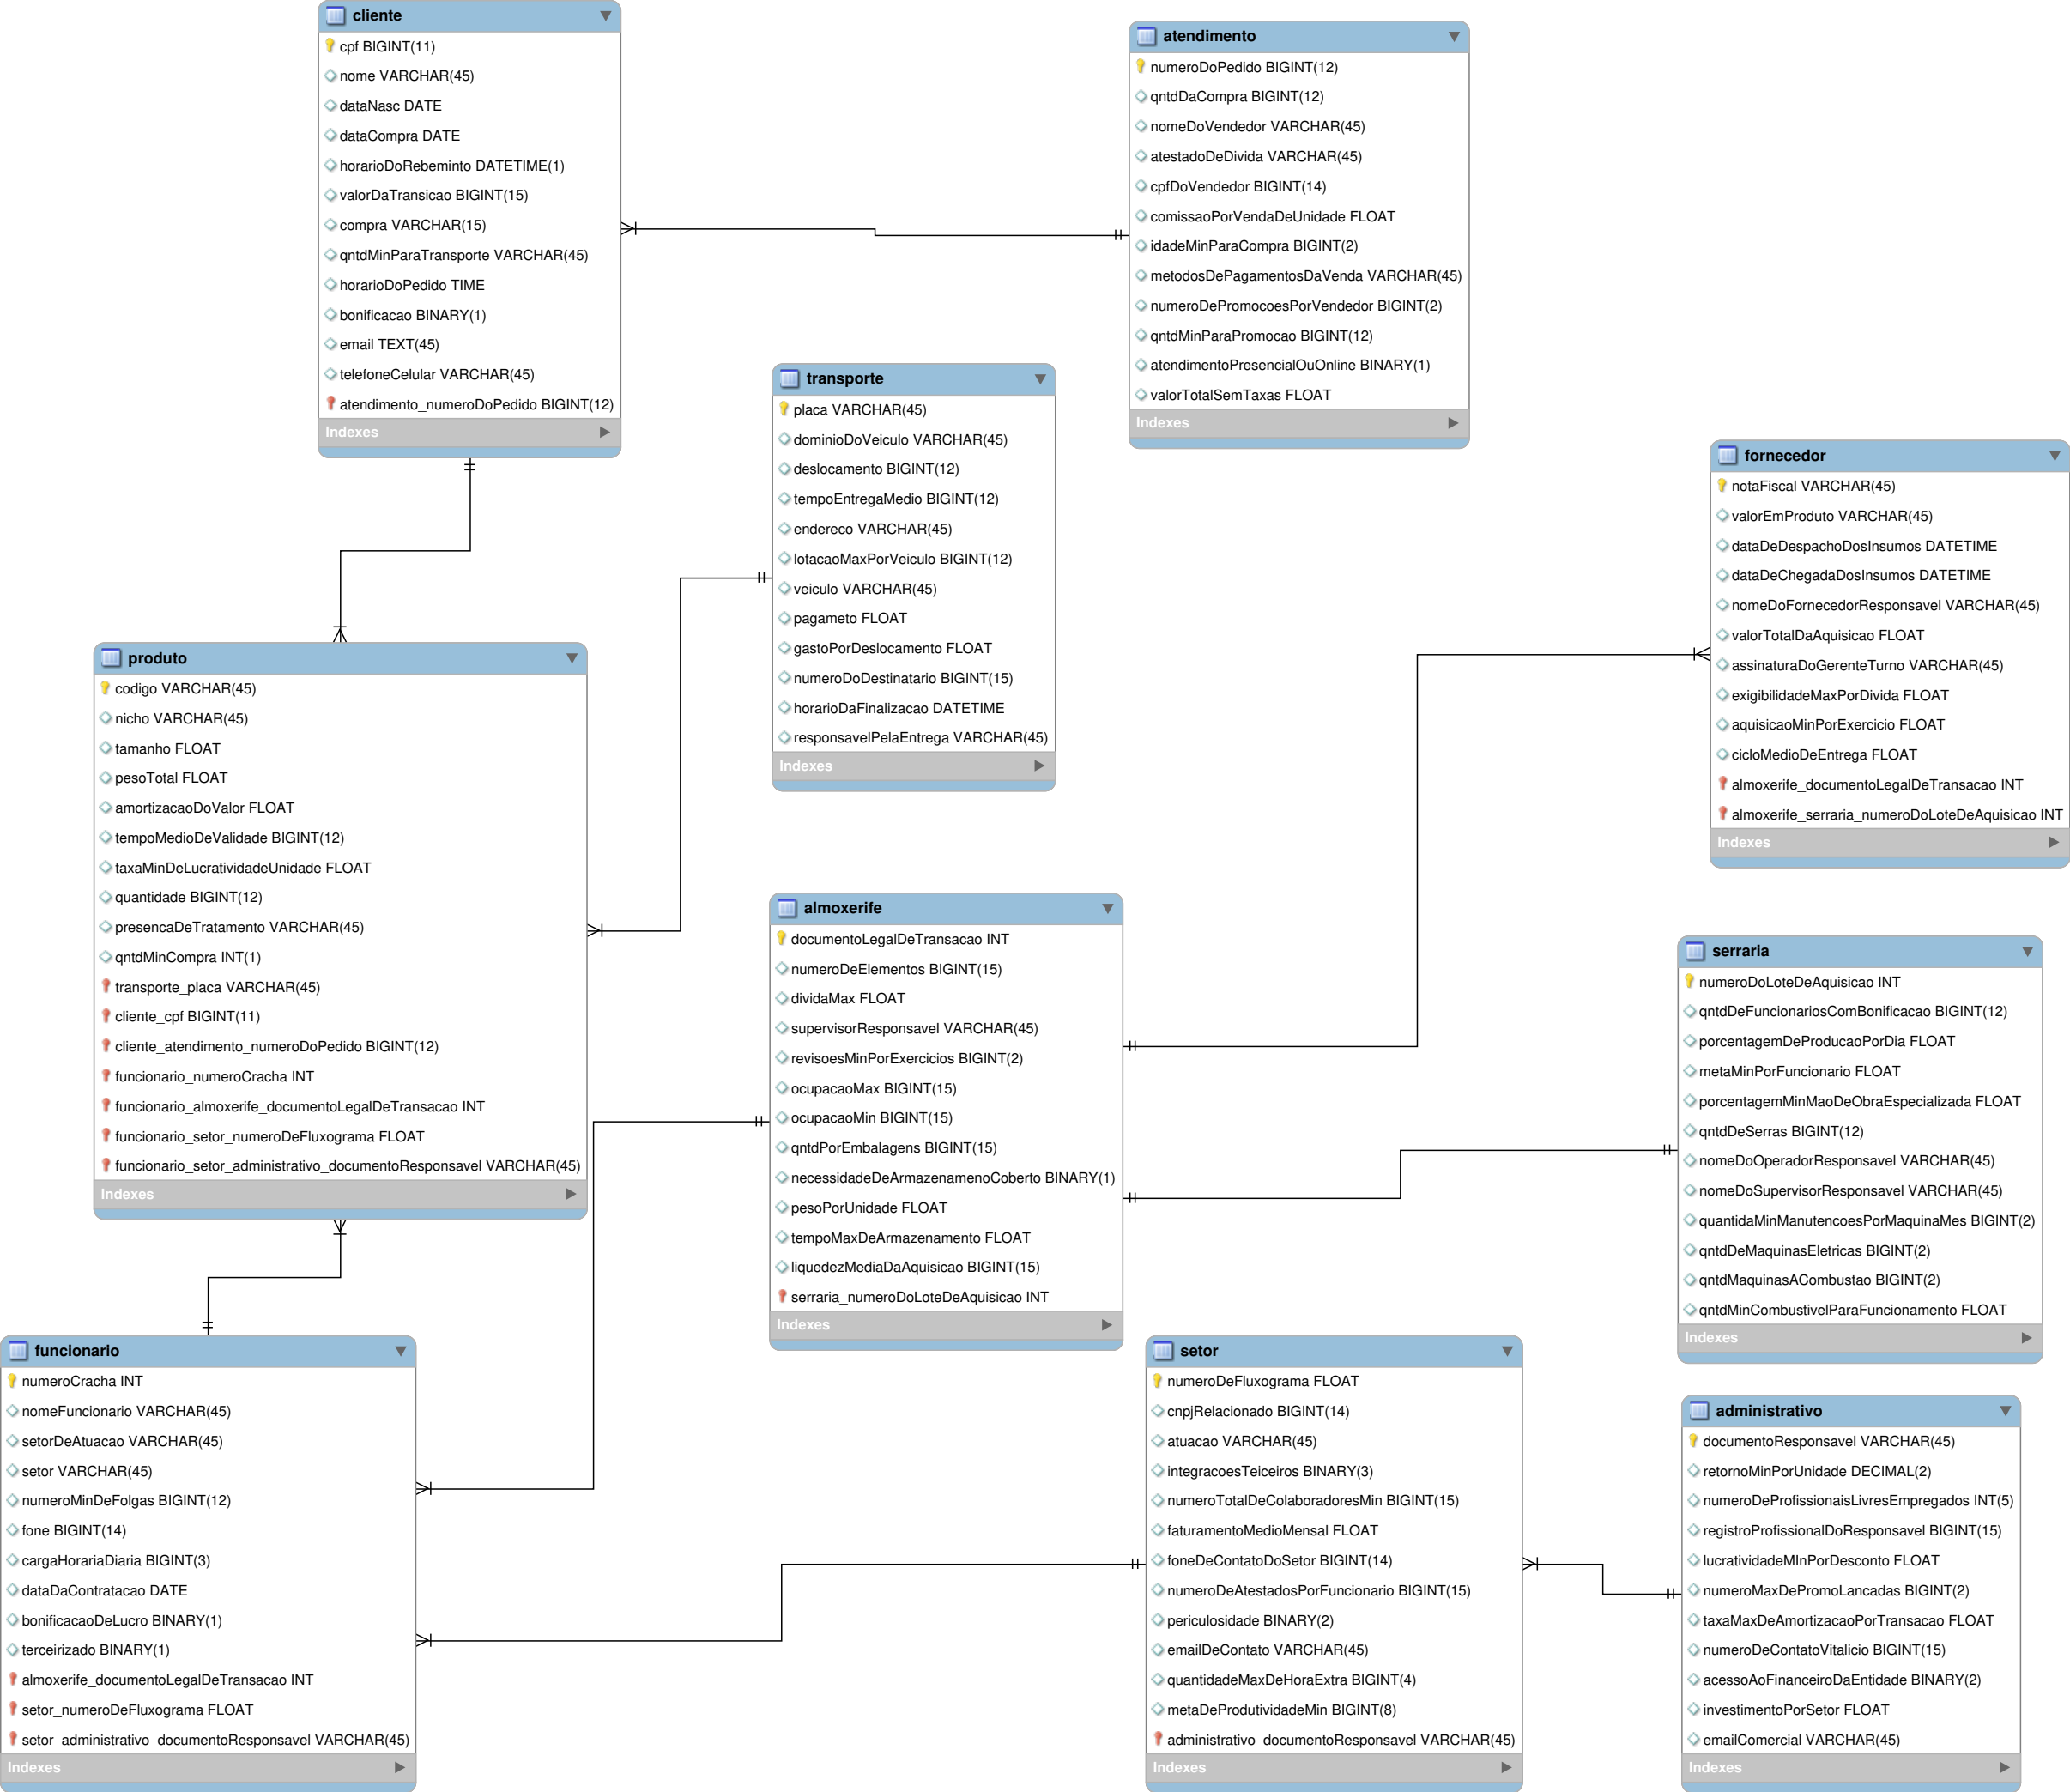 cliente
cpf BIGINT(11)
nome VARCHAR(45)
dataNasc DATE
dataCompra DATE
horarioDoRebeminto DATETIME(1)
valorDaTransicao BIGINT(15)
compra VARCHAR(15)
qntdMinParaTransporte VARCHAR(45)
horarioDoPedido TIME
bonificacao BINARY(1)
email TEXT(45)
telefoneCelular VARCHAR(45)
atendimento_numeroDoPedido BIGINT(12)
Indexes
atendimento
numeroDoPedido BIGINT(12)
qntdDaCompra BIGINT(12)
nomeDoVendedor VARCHAR(45)
atestadoDeDivida VARCHAR(45)
cpfDoVendedor BIGINT(14)
comissaoPorVendaDeUnidade FLOAT
idadeMinParaCompra BIGINT(2)
metodosDePagamentosDaVenda VARCHAR(45)
numeroDePromocoesPorVendedor BIGINT(2)
qntdMinParaPromocao BIGINT(12)
atendimentoPresencialOuOnline BINARY(1)
valorTotalSemTaxas FLOAT
Indexes
transporte
placa VARCHAR(45)
dominioDoVeiculo VARCHAR(45)
deslocamento BIGINT(12)
tempoEntregaMedio BIGINT(12)
endereco VARCHAR(45)
lotacaoMaxPorVeiculo BIGINT(12)
veiculo VARCHAR(45)
pagameto FLOAT
gastoPorDeslocamento FLOAT
numeroDoDestinatario BIGINT(15)
horarioDaFinalizacao DATETIME
responsavelPelaEntrega VARCHAR(45)
Indexes
fornecedor
notaFiscal VARCHAR(45)
valorEmProduto VARCHAR(45)
dataDeDespachoDosInsumos DATETIME
dataDeChegadaDosInsumos DATETIME
nomeDoFornecedorResponsavel VARCHAR(45)
valorTotalDaAquisicao FLOAT
assinaturaDoGerenteTurno VARCHAR(45)
exigibilidadeMaxPorDivida FLOAT
aquisicaoMinPorExercicio FLOAT
cicloMedioDeEntrega FLOAT
almoxerife_documentoLegalDeTransacao INT
almoxerife_serraria_numeroDoLoteDeAquisicao INT
Indexes
produto
codigo VARCHAR(45)
nicho VARCHAR(45)
tamanho FLOAT
pesoTotal FLOAT
amortizacaoDoValor FLOAT
tempoMedioDeValidade BIGINT(12)
taxaMinDeLucratividadeUnidade FLOAT
quantidade BIGINT(12)
presencaDeTratamento VARCHAR(45)
qntdMinCompra INT(1)
transporte_placa VARCHAR(45)
cliente_cpf BIGINT(11)
cliente_atendimento_numeroDoPedido BIGINT(12)
funcionario_numeroCracha INT
funcionario_almoxerife_documentoLegalDeTransacao INT
funcionario_setor_numeroDeFluxograma FLOAT
funcionario_setor_administrativo_documentoResponsavel VARCHAR(45)
Indexes
almoxerife
documentoLegalDeTransacao INT
numeroDeElementos BIGINT(15)
dividaMax FLOAT
supervisorResponsavel VARCHAR(45)
revisoesMinPorExercicios BIGINT(2)
ocupacaoMax BIGINT(15)
ocupacaoMin BIGINT(15)
qntdPorEmbalagens BIGINT(15)
necessidadeDeArmazenamenoCoberto BINARY(1)
pesoPorUnidade FLOAT
tempoMaxDeArmazenamento FLOAT
liquedezMediaDaAquisicao BIGINT(15)
serraria_numeroDoLoteDeAquisicao INT
Indexes
serraria
numeroDoLoteDeAquisicao INT
qntdDeFuncionariosComBonificacao BIGINT(12)
porcentagemDeProducaoPorDia FLOAT
metaMinPorFuncionario FLOAT
porcentagemMinMaoDeObraEspecializada FLOAT
qntdDeSerras BIGINT(12)
nomeDoOperadorResponsavel VARCHAR(45)
nomeDoSupervisorResponsavel VARCHAR(45)
quantidaMinManutencoesPorMaquinaMes BIGINT(2)
qntdDeMaquinasEletricas BIGINT(2)
qntdMaquinasACombustao BIGINT(2)
qntdMinCombustivelParaFuncionamento FLOAT
Indexes
funcionario
numeroCracha INT
nomeFuncionario VARCHAR(45)
setorDeAtuacao VARCHAR(45)
setor VARCHAR(45)
numeroMinDeFolgas BIGINT(12)
fone BIGINT(14)
cargaHorariaDiaria BIGINT(3)
dataDaContratacao DATE
bonificacaoDeLucro BINARY(1)
terceirizado BINARY(1)
almoxerife_documentoLegalDeTransacao INT
setor_numeroDeFluxograma FLOAT
setor_administrativo_documentoResponsavel VARCHAR(45)
Indexes
setor
numeroDeFluxograma FLOAT
cnpjRelacionado BIGINT(14)
atuacao VARCHAR(45)
integracoesTeiceiros BINARY(3)
numeroTotalDeColaboradoresMin BIGINT(15)
faturamentoMedioMensal FLOAT
foneDeContatoDoSetor BIGINT(14)
numeroDeAtestadosPorFuncionario BIGINT(15)
periculosidade BINARY(2)
emailDeContato VARCHAR(45)
quantidadeMaxDeHoraExtra BIGINT(4)
metaDeProdutividadeMin BIGINT(8)
administrativo_documentoResponsavel VARCHAR(45)
Indexes
administrativo
documentoResponsavel VARCHAR(45)
retornoMinPorUnidade DECIMAL(2)
numeroDeProfissionaisLivresEmpregados INT(5)
registroProfissionalDoResponsavel BIGINT(15)
lucratividadeMInPorDesconto FLOAT
numeroMaxDePromoLancadas BIGINT(2)
taxaMaxDeAmortizacaoPorTransacao FLOAT
numeroDeContatoVitalicio BIGINT(15)
acessoAoFinanceiroDaEntidade BINARY(2)
investimentoPorSetor FLOAT
emailComercial VARCHAR(45)
Indexes